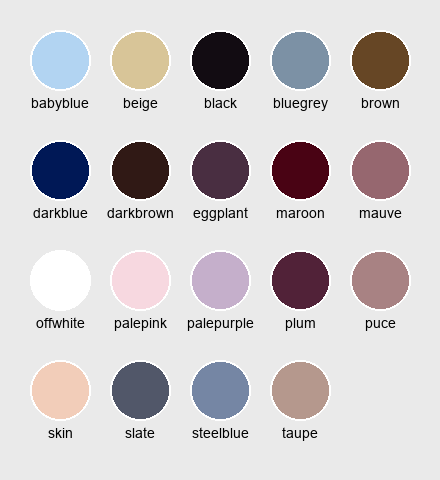 babyblue beige black bluegrey brown
darkblue darkbrown eggplant maroon mauve
offwhite palepink palepurple plum puce
skin slate steelblue taupe